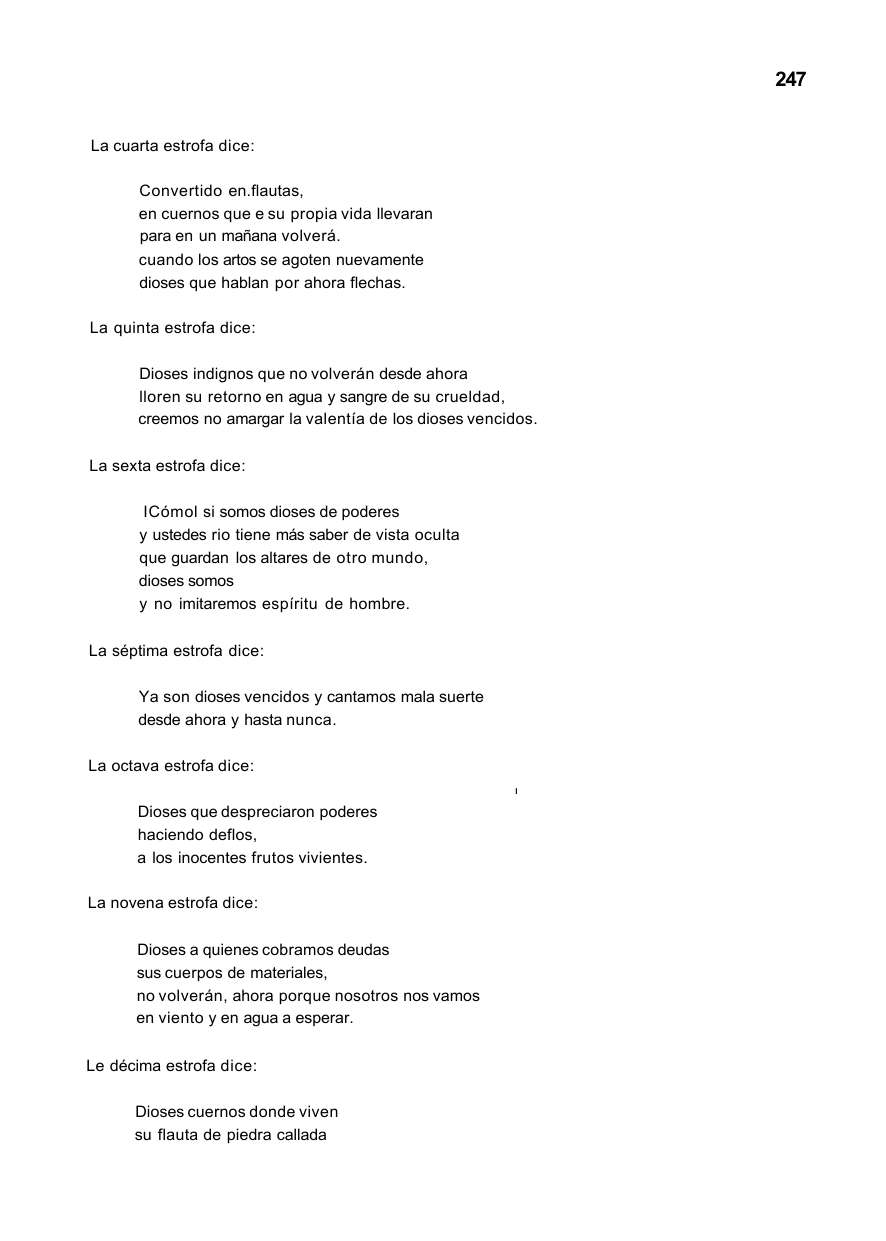 247
La cuarta estrofa dice:
Convertido en.flautas,
en cuernos que e su propia vida llevaran
para en un mañana volverá.
cuando los artos se agoten nuevamente
dioses que hablan por ahora flechas.
La quinta estrofa dice:
Dioses indignos que no volverán desde ahora
lloren su retorno en agua y sangre de su crueldad,
creemos no amargar la valentía de los dioses vencidos.
La sexta estrofa dice:
ICómol si somos dioses de poderes
y ustedes rio tiene más saber de vista oculta
que guardan los altares de otro mundo,
dioses somos
y no imitaremos espíritu de hombre.
La séptima estrofa dice:
Ya son dioses vencidos y cantamos mala suerte
desde ahora y hasta nunca.
La octava estrofa dice:
Dioses que despreciaron poderes
haciendo deflos,
a los inocentes frutos vivientes.
La novena estrofa dice:
Dioses a quienes cobramos deudas
sus cuerpos de materiales,
no volverán, ahora porque nosotros nos vamos
en viento y en agua a esperar.
Le décima estrofa dice:
Dioses cuernos donde viven
su flauta de piedra callada